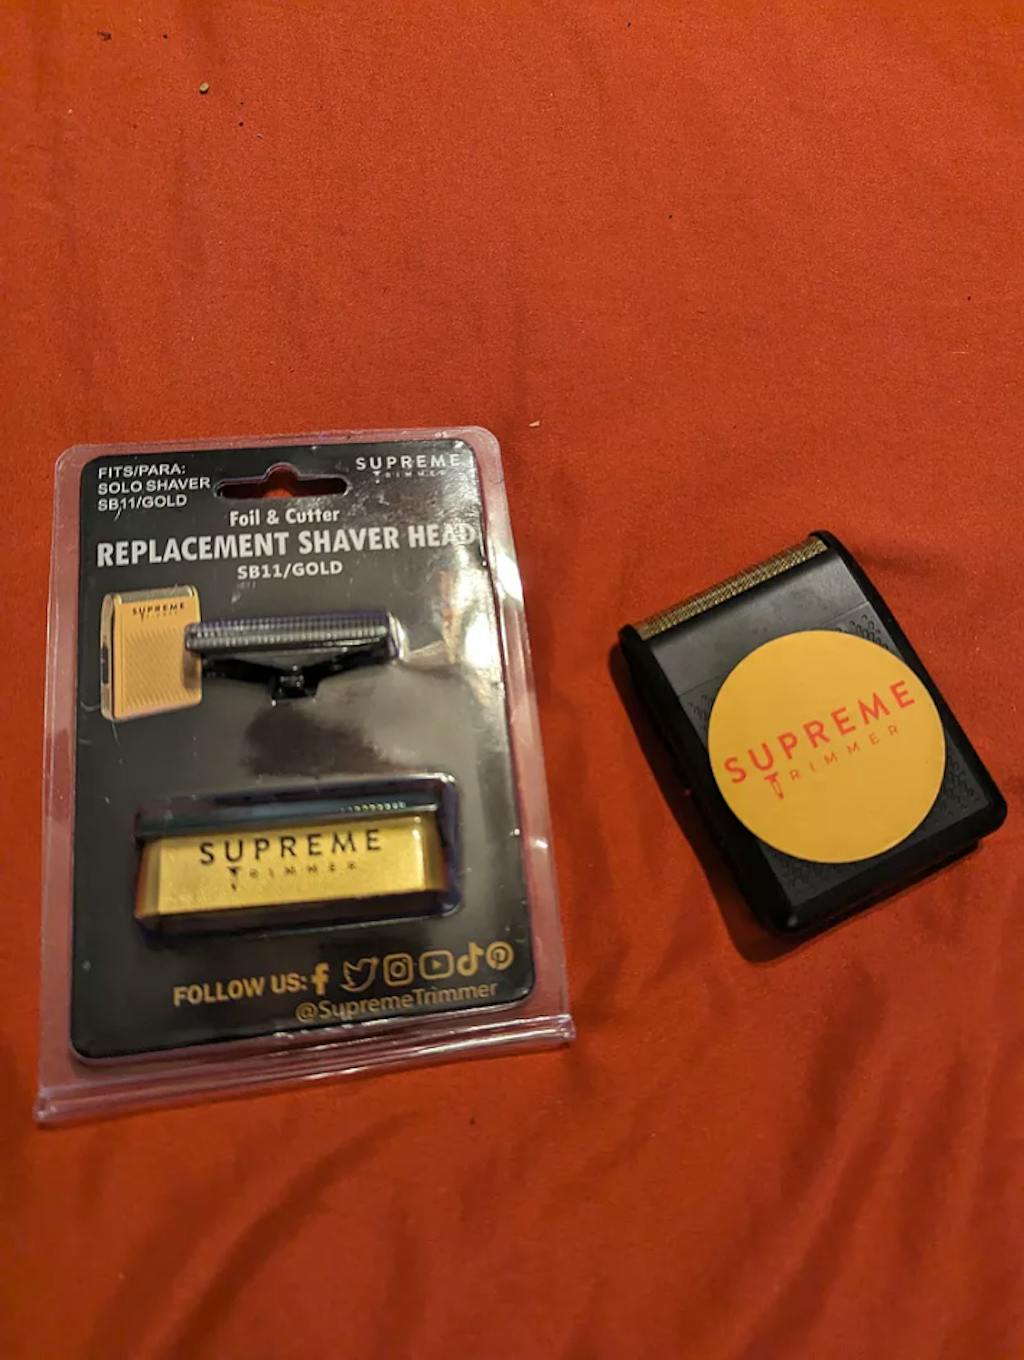 FITS/PARA:
SOLO SHAVER
SB11/GOLD
SUPREME
TRIMMER
Foil & Cutter
REPLACEMENT SHAVER HEAD
SB11/GOLD
SUPREME
TRIMMER
SUPREME
TRIMMER
FOLLOW US:
@SupremeTrimmer
SUPREME
TRIMMER